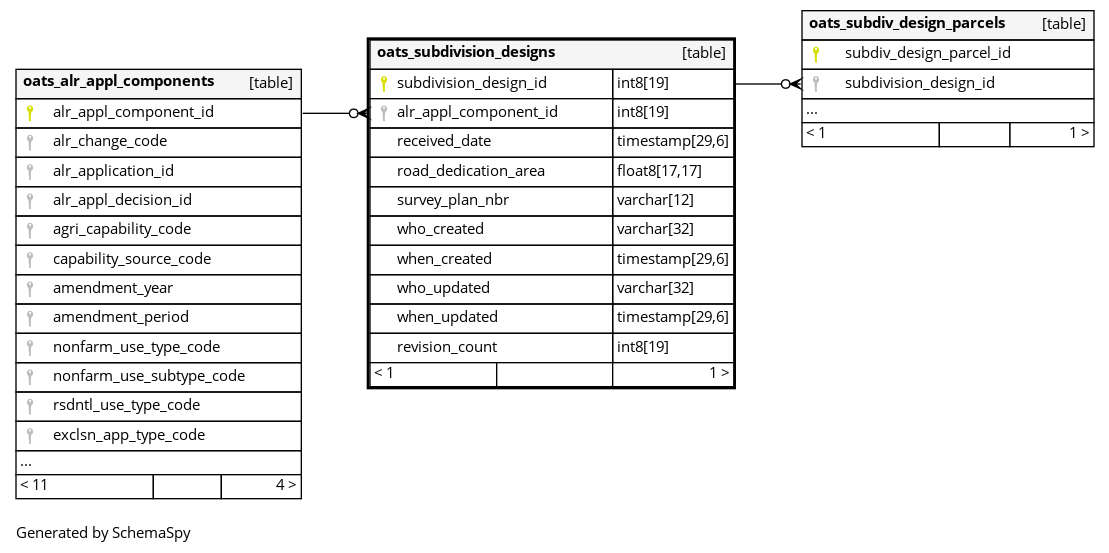 oats_alr_appl_components [table]
alr_appl_component_id
alr_change_code
alr_application_id
alr_appl_decision_id
agri_capability_code
capability_source_code
amendment_year
amendment_period
nonfarm_use_type_code
nonfarm_use_subtype_code
rsdntl_use_type_code
exclsn_app_type_code
...
< 11 4 >
oats_subdivision_designs [table]
subdivision_design_id int8[19]
alr_appl_component_id int8[19]
received_date timestamp[29,6]
road_dedication_area float8[17,17]
survey_plan_nbr varchar[12]
who_created varchar[32]
when_created timestamp[29,6]
who_updated varchar[32]
when_updated timestamp[29,6]
revision_count int8[19]
< 1 1 >
oats_subdiv_design_parcels [table]
subdiv_design_parcel_id
subdivision_design_id
...
< 1 1 >
Generated by SchemaSpy